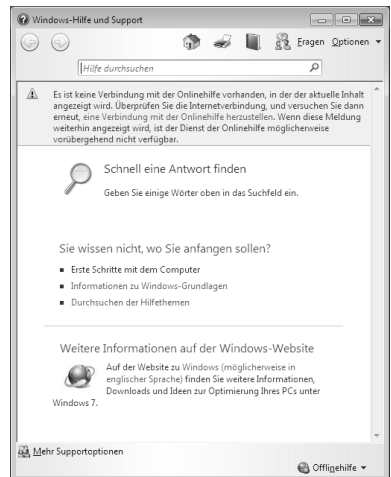 Windows-Hilfe und Support
Fragen Optionen
Hilfe durchsuchen
Es ist keine Verbindung mit der Onlinehilfe vorhanden, in der der aktuelle Inhalt
angezeigt wird. Überprüfen Sie die Internetverbindung, und versuchen Sie dann
erneut, eine Verbindung mit der Onlinehilfe herzustellen. Wenn diese Meldung
weiterhin angezeigt wird, ist der Dienst der Onlinehilfe möglicherweise
vorübergehend nicht verfügbar.
Schnell eine Antwort finden
Geben Sie einige Wörter oben in das Suchfeld ein.
Sie wissen nicht, wo Sie anfangen sollen?
Erste Schritte mit dem Computer
Informationen zu Windows-Grundlagen
Durchsuchen der Hilfethemen
Weitere Informationen auf der Windows-Website
Auf der Website zu Windows (möglicherweise in
englischer Sprache) finden Sie weitere Informationen,
Downloads und Ideen zur Optimierung Ihres PCs unter
Windows 7.
Mehr Supportoptionen
Offlinehilfe